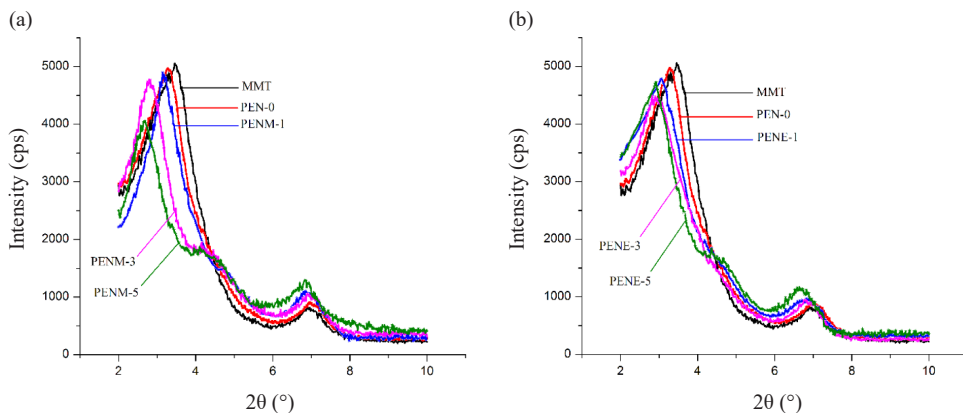 (a)
Intensity (cps)
5000
4000
3000
2000
1000
0
MMT
PEN-0
PENM-1
PENM-3
PENM-5
2 4 6 8 10
2θ (°)
(b)
Intensity (cps)
5000
4000
3000
2000
1000
0
MMT
PEN-0
PENE-1
PENE-3
PENE-5
2 4 6 8 10
2θ (°)